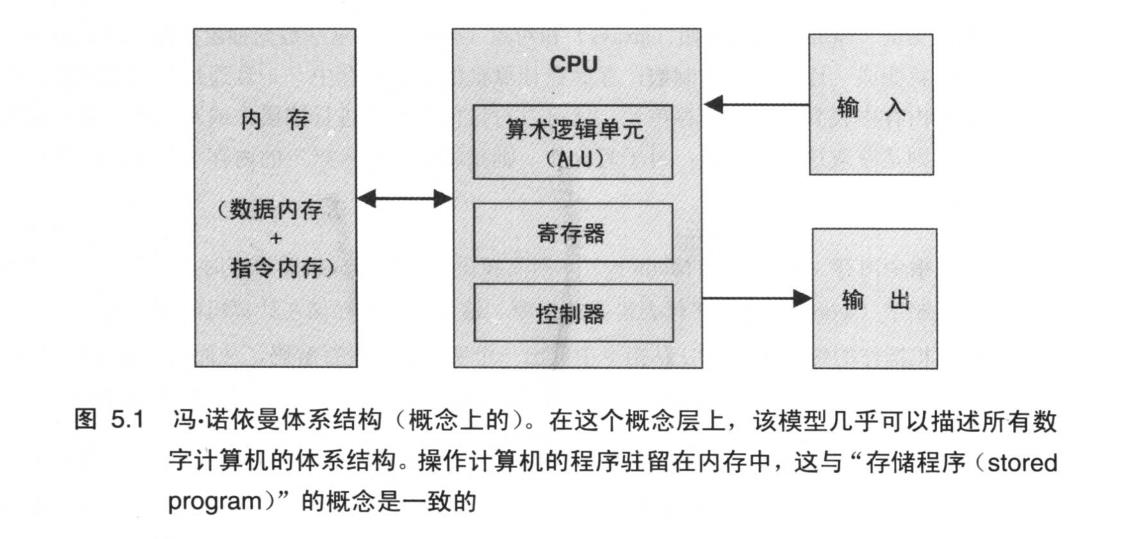 CPU
内 存
(数据内存
+
指令内存)
算术逻辑单元
(ALU)
寄存器
控制器
输 入
输 出
图 5.1 冯·诺依曼体系结构(概念上的)。在这个概念层上,该模型几乎可以描述所有数
字计算机的体系结构。操作计算机的程序驻留在内存中,这与“存储程序(stored
program)”的概念是一致的